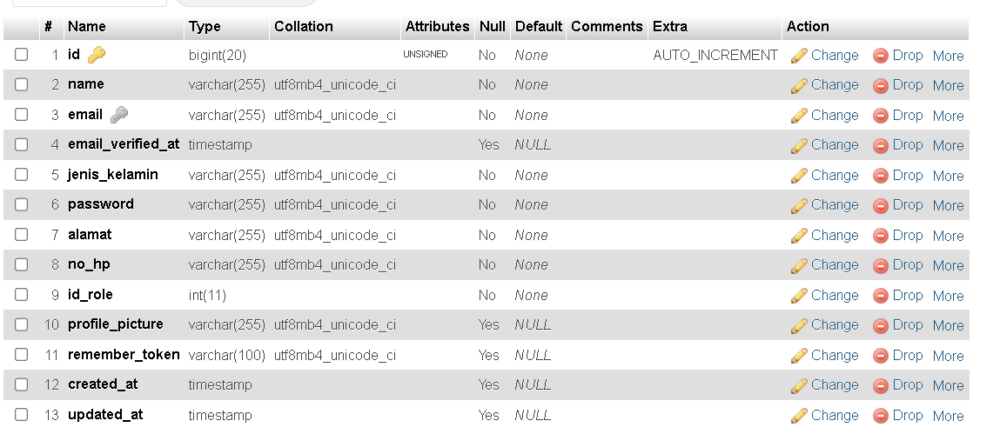 # Name Type Collation Attributes Null Default Comments Extra Action
1 id bigint(20) UNSIGNED No None AUTO_INCREMENT Change Drop More
2 name varchar(255) utf8mb4_unicode_ci No None Change Drop More
3 email varchar(255) utf8mb4_unicode_ci No None Change Drop More
4 email_verified_at timestamp Yes NULL Change Drop More
5 jenis_kelamin varchar(255) utf8mb4_unicode_ci No None Change Drop More
6 password varchar(255) utf8mb4_unicode_ci No None Change Drop More
7 alamat varchar(255) utf8mb4_unicode_ci No None Change Drop More
8 no_hp varchar(255) utf8mb4_unicode_ci No None Change Drop More
9 id_role int(11) No None Change Drop More
10 profile_picture varchar(255) utf8mb4_unicode_ci Yes NULL Change Drop More
11 remember_token varchar(100) utf8mb4_unicode_ci Yes NULL Change Drop More
12 created_at timestamp Yes NULL Change Drop More
13 updated_at timestamp Yes NULL Change Drop More